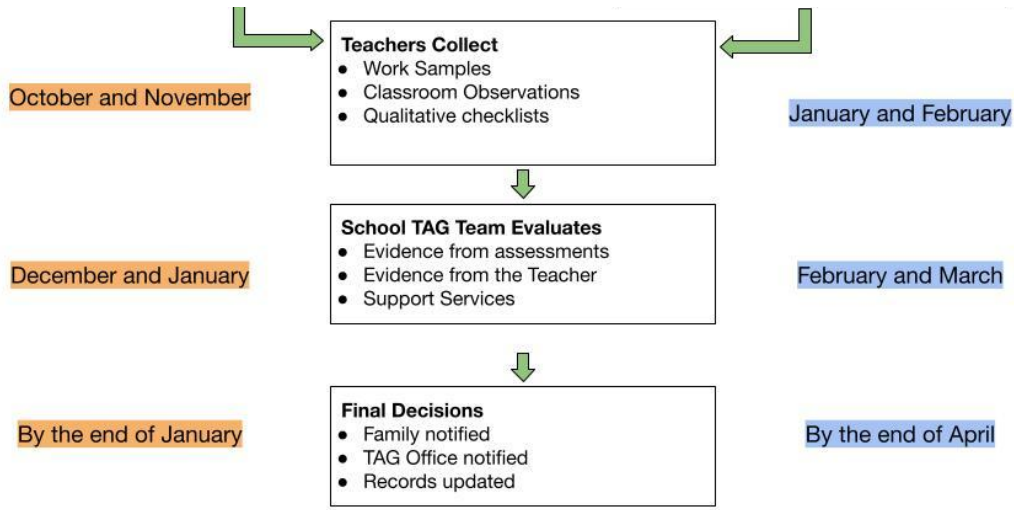 Teachers Collect
● Work Samples
● Classroom Observations
● Qualitative checklists
October and November
January and February
School TAG Team Evaluates
● Evidence from assessments
● Evidence from the Teacher
● Support Services
December and January
February and March
Final Decisions
● Family notified
● TAG Office notified
● Records updated
By the end of January
By the end of April